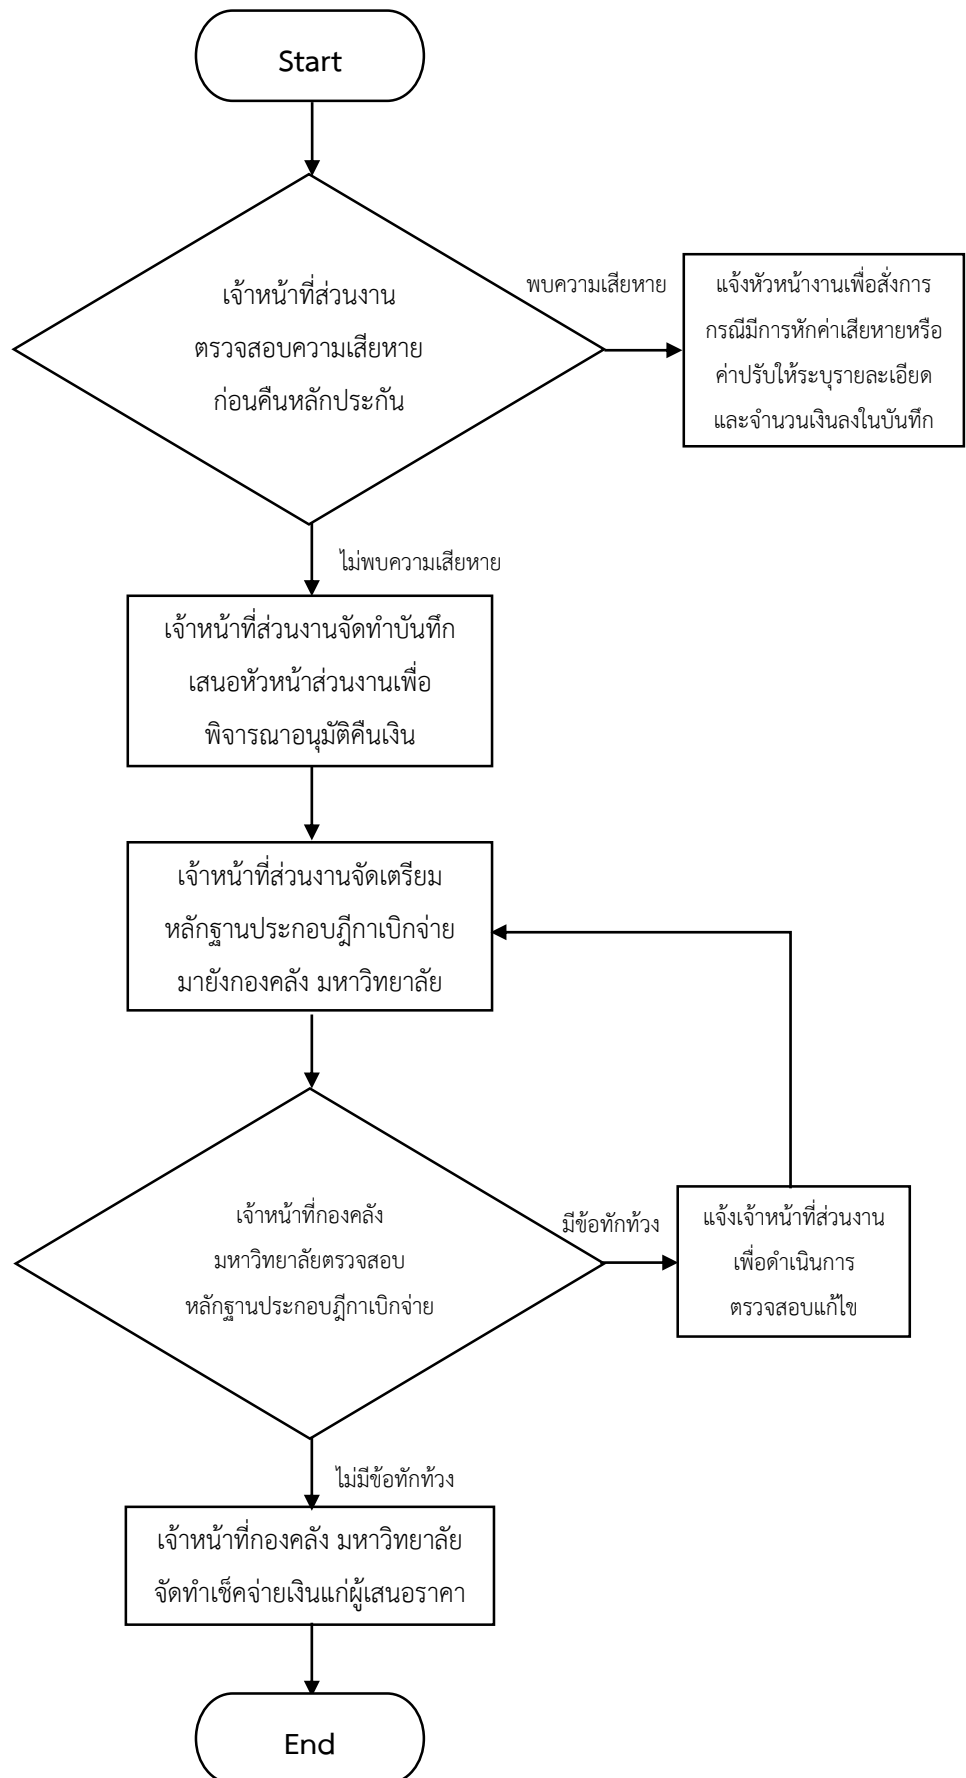 Start
เจ้าหน้าที่ส่วนงาน
ตรวจสอบความเสียหาย
ก่อนคืนหลักประกัน
พบความเสียหาย
แจ้งหัวหน้างานเพื่อสั่งการ
กรณีมีการหักค่าเสียหายหรือ
ค่าปรับให้ระบุรายละเอียด
และจำนวนเงินลงในบันทึก
ไม่พบความเสียหาย
เจ้าหน้าที่ส่วนงานจัดทำบันทึก
เสนอหัวหน้าส่วนงานเพื่อ
พิจารณาอนุมัติคืนเงิน
เจ้าหน้าที่ส่วนงานจัดเตรียม
หลักฐานประกอบฎีกาเบิกจ่าย
มายังกองคลัง มหาวิทยาลัย
เจ้าหน้าที่กองคลัง
มหาวิทยาลัยตรวจสอบ
หลักฐานประกอบฎีกาเบิกจ่าย
มีข้อทักท้วง
แจ้งเจ้าหน้าที่ส่วนงาน
เพื่อดำเนินการ
ตรวจสอบแก้ไข
ไม่มีข้อทักท้วง
เจ้าหน้าที่กองคลัง มหาวิทยาลัย
จัดทำเช็คจ่ายเงินแก่ผู้เสนอราคา
End